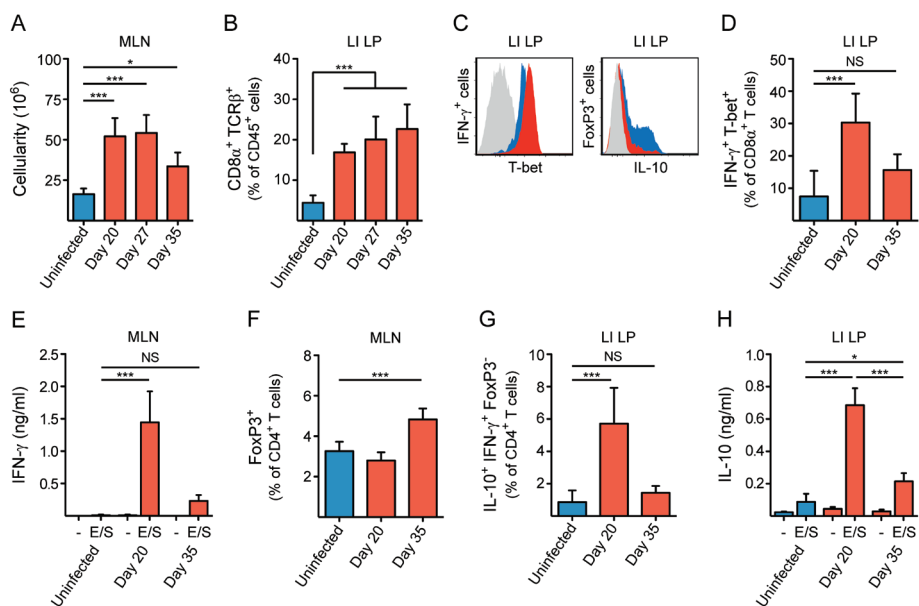 A
MLN
Cellularity (10⁶)
100
75
50
25
*
***
***
Uninfected
Day 20
Day 27
Day 35
B
LI LP
CD8α⁺ TCRβ⁺
(% of CD45⁺ cells)
40
30
20
10
***
Uninfected
Day 20
Day 27
Day 35
C
LI LP
IFN-γ⁺ cells
T-bet
LI LP
FoxP3⁺ cells
IL-10
D
LI LP
IFN-γ⁺ T-bet⁺
(% of CD8α⁺ T cells)
50
40
30
20
10
NS
***
Uninfected
Day 20
Day 35
E
MLN
IFN-γ (ng/ml)
2.5
2.0
1.5
1.0
0.5
NS
***
- E/S - E/S - E/S
Uninfected
Day 20
Day 35
F
MLN
FoxP3⁺
(% of CD4⁺ T cells)
8
6
4
2
***
Uninfected
Day 20
Day 35
G
LI LP
IL-10⁺ IFN-γ⁺ FoxP3⁻
(% of CD4⁺ T cells)
10
8
6
4
2
NS
***
Uninfected
Day 20
Day 35
H
LI LP
IL-10 (ng/ml)
1.0
0.8
0.6
0.4
0.2
*
*** ***
- E/S - E/S - E/S
Uninfected
Day 20
Day 35